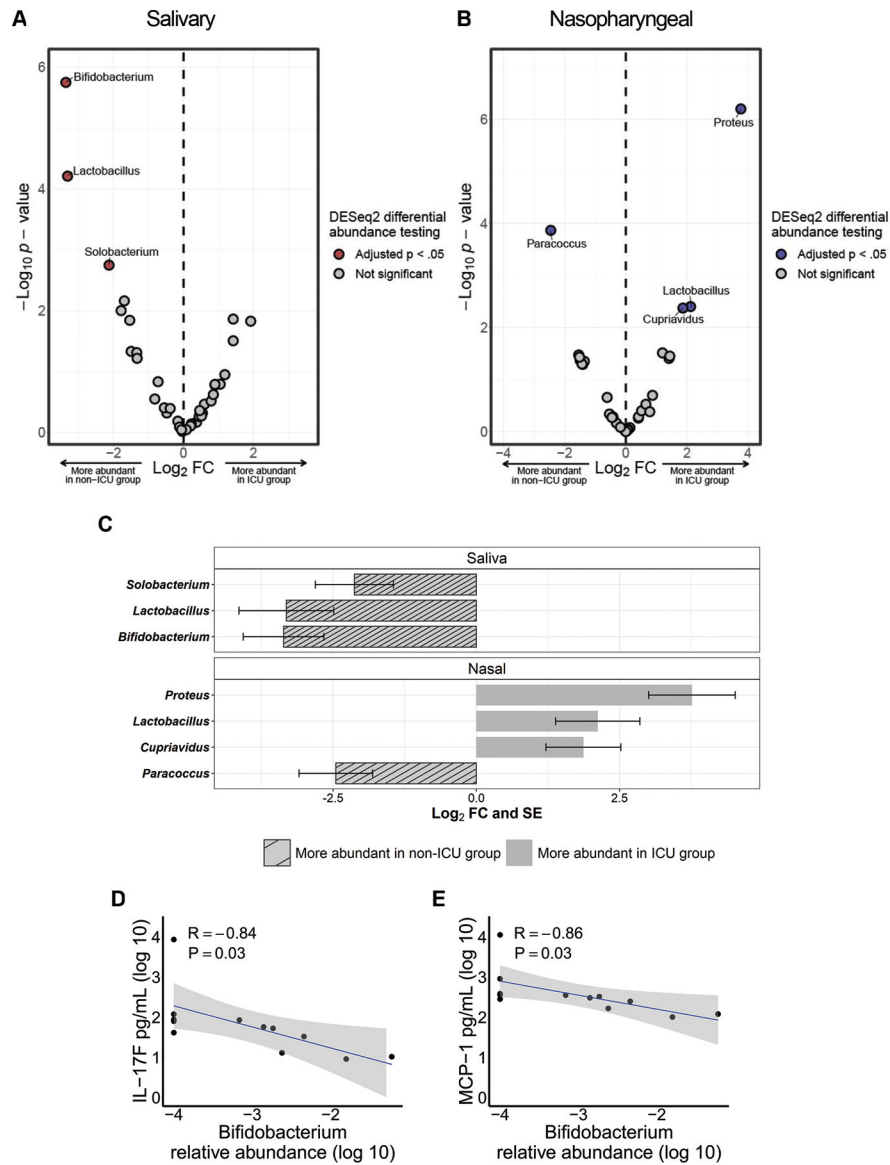 A
Salivary
B
Nasopharyngeal
6
4
2
0
−Log10 p − value
Bifidobacterium
Lactobacillus
Solobacterium
−2
0
2
Log2 FC
More abundant
in non−ICU group
More abundant
in ICU group
DESeq2 differential
abundance testing
Adjusted p < .05
Not significant
6
4
2
0
−Log10 p − value
Proteus
Paracoccus
Lactobacillus
Cupriavidus
−4
−2
0
2
4
Log2 FC
More abundant
in non−ICU group
More abundant
in ICU group
DESeq2 differential
abundance testing
Adjusted p < .05
Not significant
C
Saliva
Solobacterium
Lactobacillus
Bifidobacterium
Nasal
Proteus
Lactobacillus
Cupriavidus
Paracoccus
-2.5
0.0
2.5
Log2 FC and SE
More abundant in non-ICU group
More abundant in ICU group
D
IL−17F pg/mL (log 10)
4
3
2
1
0
R = −0.84
P = 0.03
−4
−3
−2
Bifidobacterium
relative abundance (log 10)
E
MCP−1 pg/mL (log 10)
4
3
2
1
0
R = −0.86
P = 0.03
−4
−3
−2
Bifidobacterium
relative abundance (log 10)